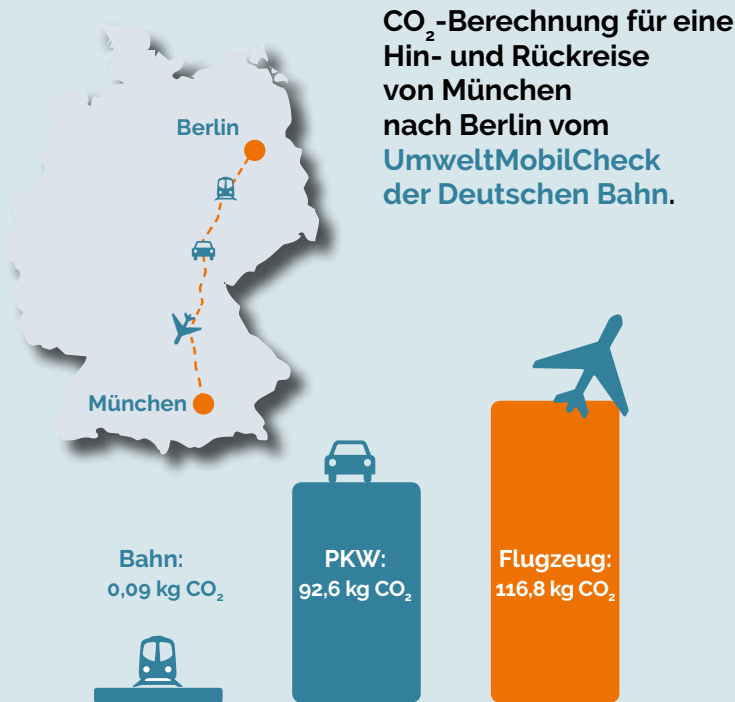 CO₂-Berechnung für eine
Hin- und Rückreise
von München
nach Berlin vom
UmweltMobilCheck
der Deutschen Bahn.
Berlin
München
Bahn:
0,09 kg CO₂
PKW:
92,6 kg CO₂
Flugzeug:
116,8 kg CO₂